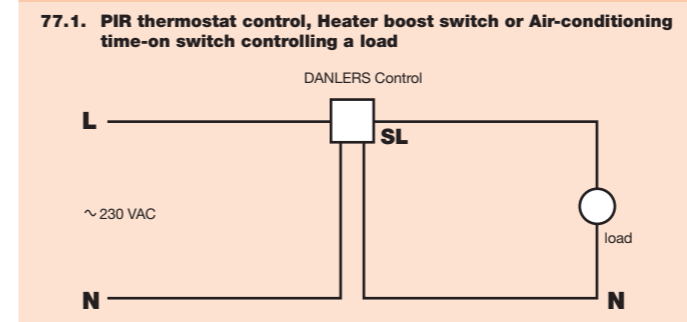 77.1. PIR thermostat control, Heater boost switch or Air-conditioning
time-on switch controlling a load
DANLERS Control
L
SL
~ 230 VAC
load
N
N